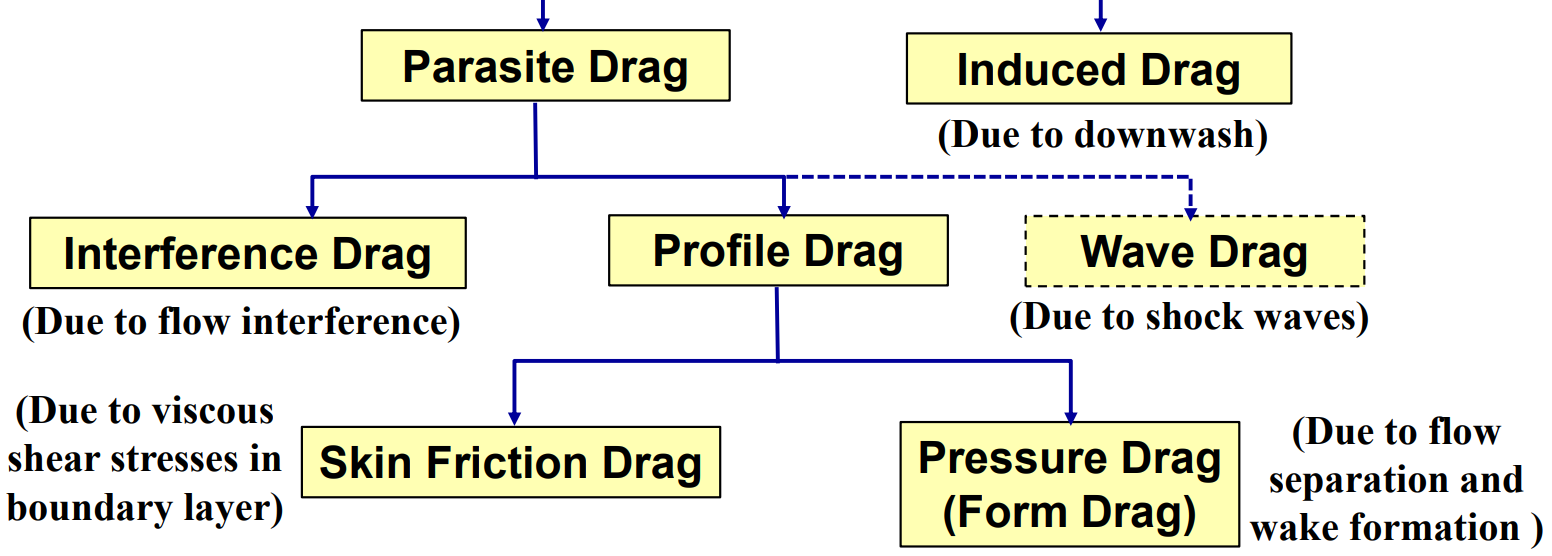 Parasite Drag
Induced Drag
(Due to downwash)
Interference Drag
Profile Drag
Wave Drag
(Due to flow interference)
(Due to shock waves)
(Due to viscous
shear stresses in
boundary layer)
Skin Friction Drag
Pressure Drag
(Form Drag)
(Due to flow
separation and
wake formation )